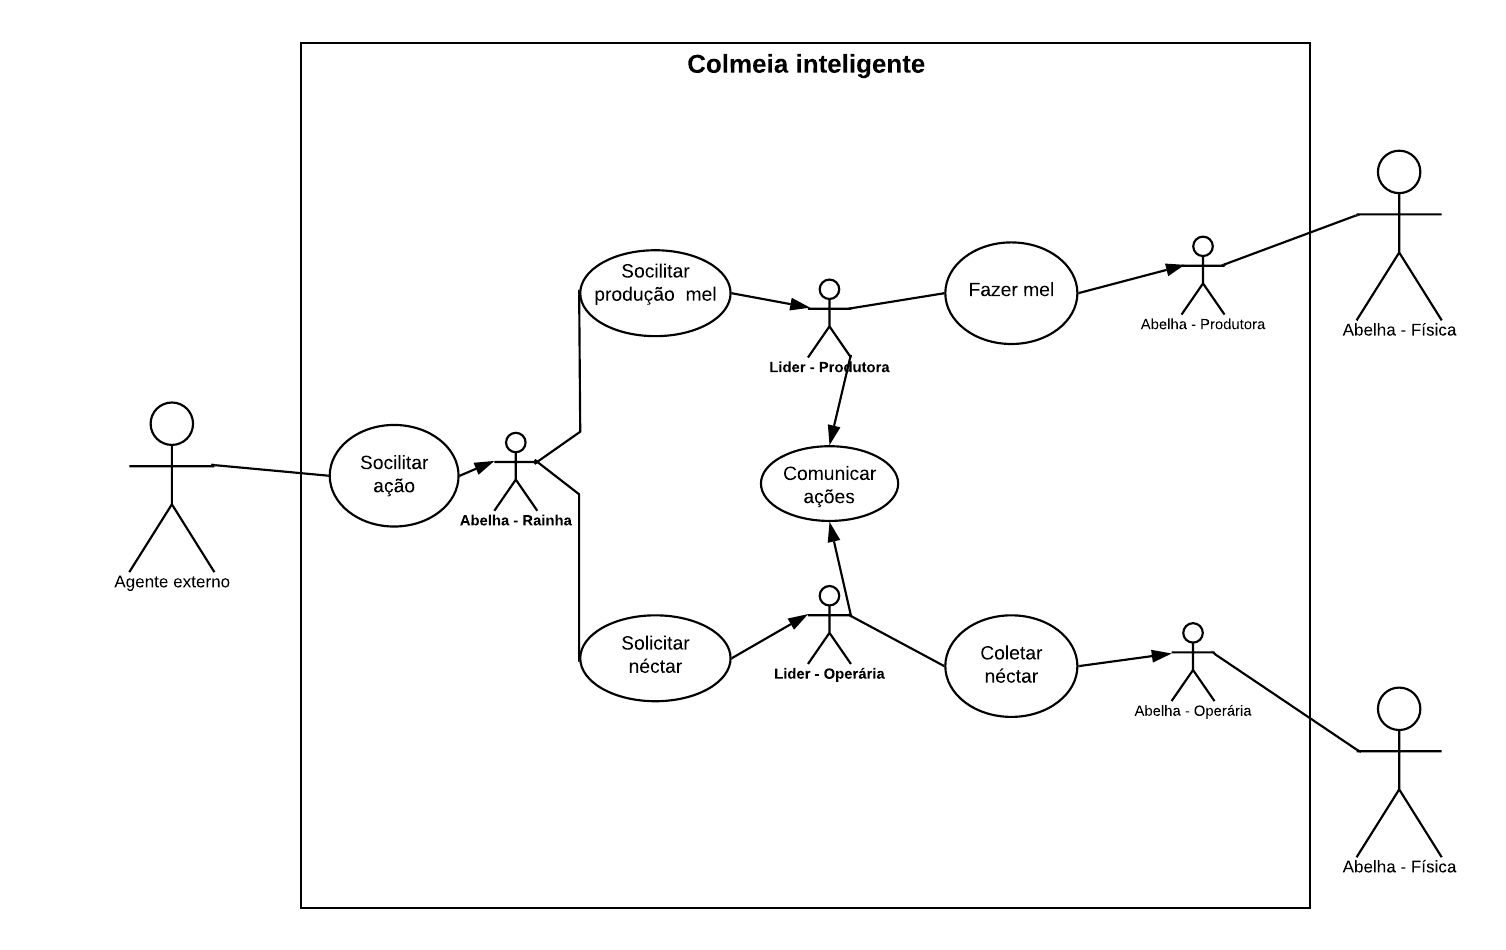 Colmeia inteligente
Socilitar
produção  mel
Fazer mel
Abelha - Produtora
Abelha - Física
Lider - Produtora
Socilitar
ação
Abelha - Rainha
Comunicar
ações
Agente externo
Solicitar
néctar
Lider - Operária
Coletar
néctar
Abelha - Operária
Abelha - Física